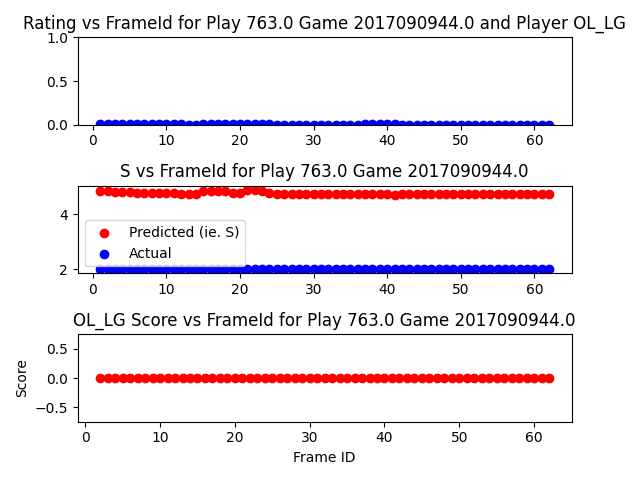 Rating vs FrameId for Play 763.0 Game 2017090944.0 and Player OL_LG
1.0
0.5
0.0
0 10 20 30 40 50 60
S vs FrameId for Play 763.0 Game 2017090944.0
4
2
Predicted (ie. S)
Actual
0 10 20 30 40 50 60
OL_LG Score vs FrameId for Play 763.0 Game 2017090944.0
Score
0.5
0.0
−0.5
0 10 20 30 40 50 60
Frame ID